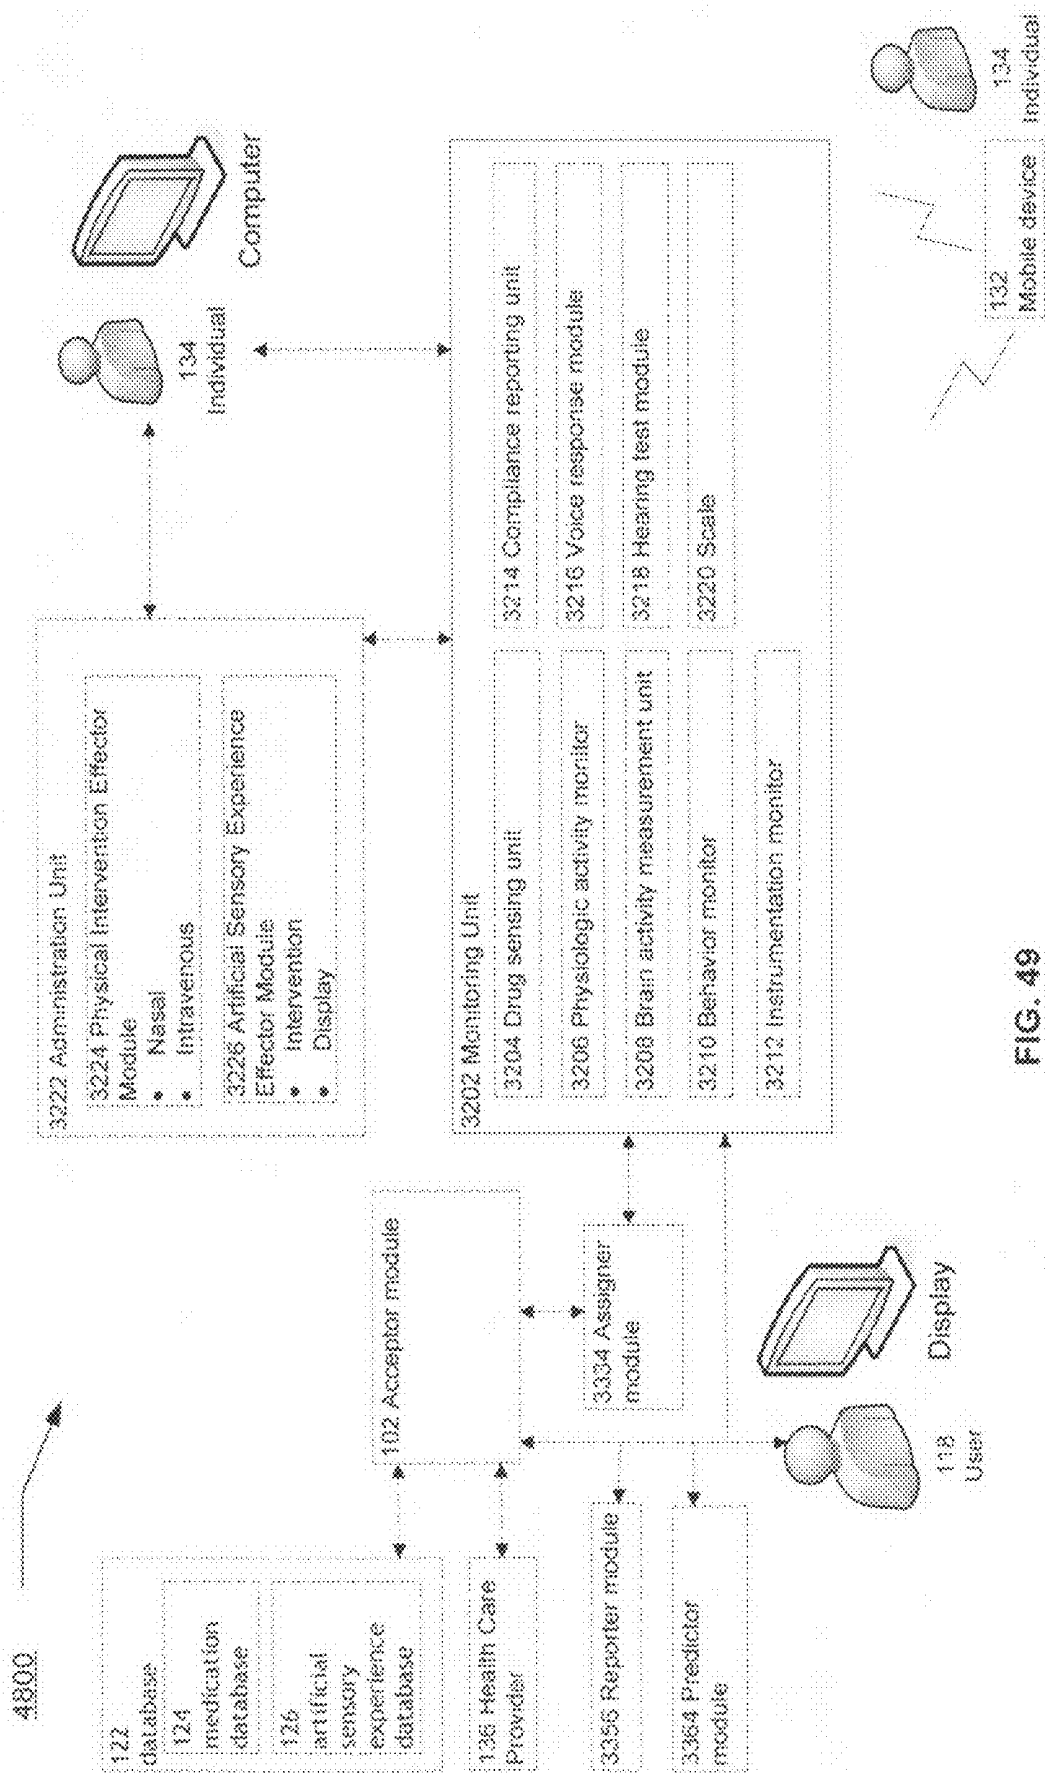 4800
122
database
124
medication
database
126
artificial
sensory
experience
database
136 Health Care
Provider
3356 Reporter module
3364 Predictor
module
102 Acceptor module
3334 Assigner
module
118
User
Display
3222 Administration Unit
3224 Physical Intervention Effector
Module
• Nasal
• Intravenous
3226 Artificial Sensory Experience
Effector Module
• Intervention
• Display
134
Individual
Computer
3202 Monitoring Unit
3204 Drug sensing unit
3206 Physiologic activity monitor
3208 Brain activity measurement unit
3210 Behavior monitor
3212 Instrumentation monitor
3214 Compliance reporting unit
3216 Voice response module
3218 Hearing test module
3220 Scale
132
Mobile device
134
Individual
FIG. 49